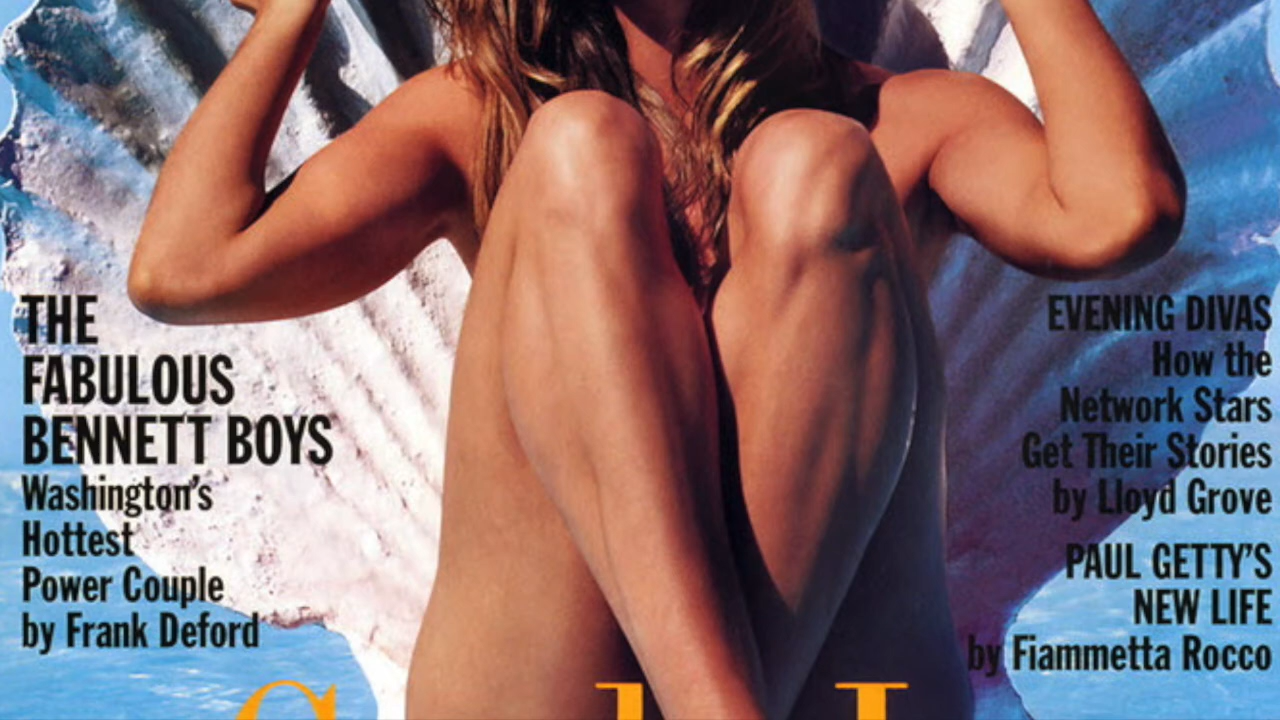 THE
FABULOUS
BENNETT BOYS
Washington's
Hottest
Power Couple
by Frank Deford
EVENING DIVAS
How the
Network Stars
Get Their Stories
by Lloyd Grove
PAUL GETTY'S
NEW LIFE
by Fiammetta Rocco